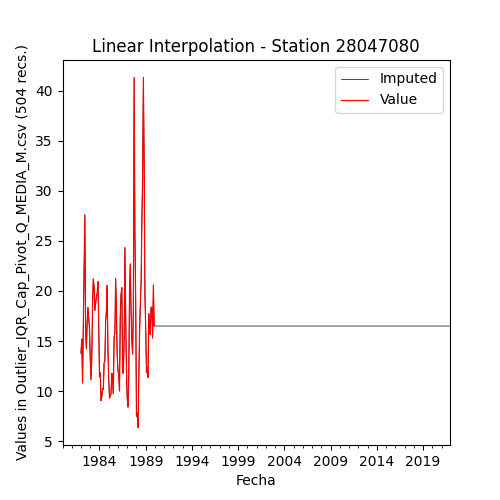 Linear Interpolation - Station 28047080
Imputed
Value
Values in Outlier_IQR_Cap_Pivot_Q_MEDIA_M.csv (504 recs.)
40
35
30
25
20
15
10
5
1984 1989 1994 1999 2004 2009 2014 2019
Fecha